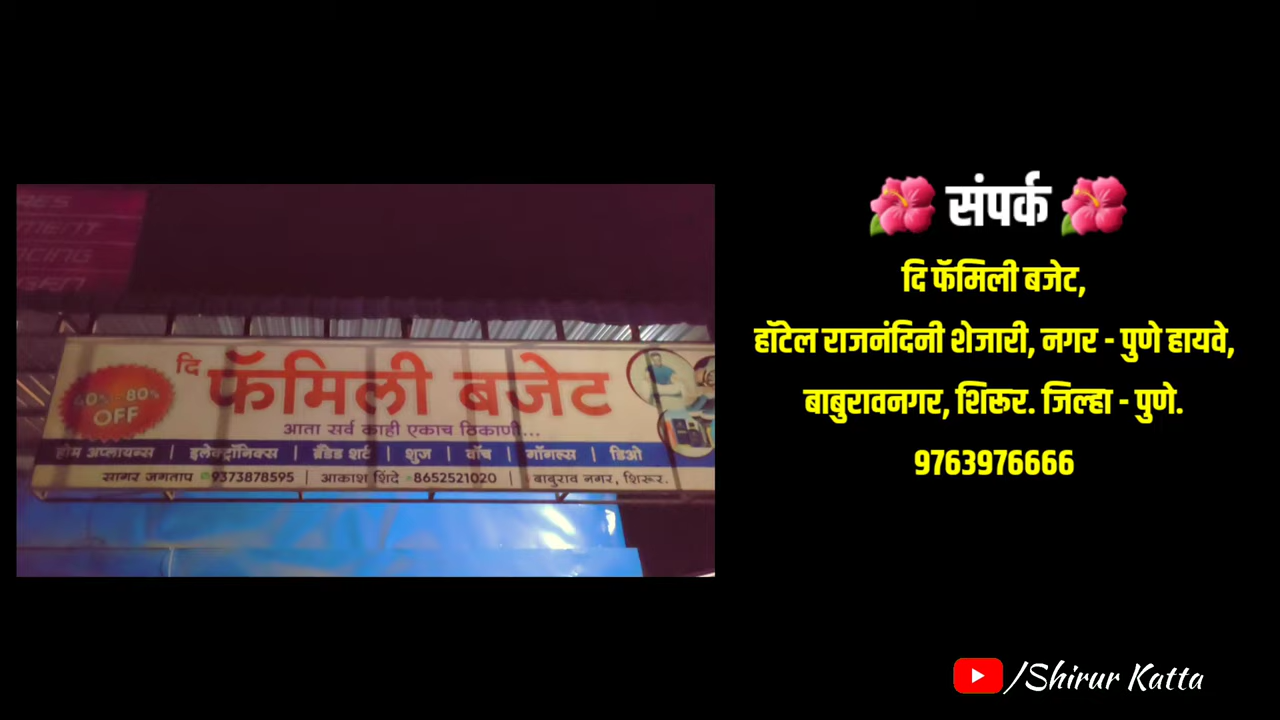 दि फॅमिली बजेट
40% - 80%
OFF
आता सर्व काही एकाच ठिकाणी...
होम अप्लायन्स | इलेक्ट्रॉनिक्स | ब्रँडेड शर्ट | शुज | वॉच | गॉगल्स | डिओ
सागर जगताप 9373878595 | आकाश शिंदे 8652521020 | बाबुराव नगर, शिरूर.
🌺 संपर्क 🌺
दि फॅमिली बजेट,
हॉटेल राजनंदिनी शेजारी, नगर - पुणे हायवे,
बाबुरावनगर, शिरूर. जिल्हा - पुणे.
9763976666
/Shirur Katta